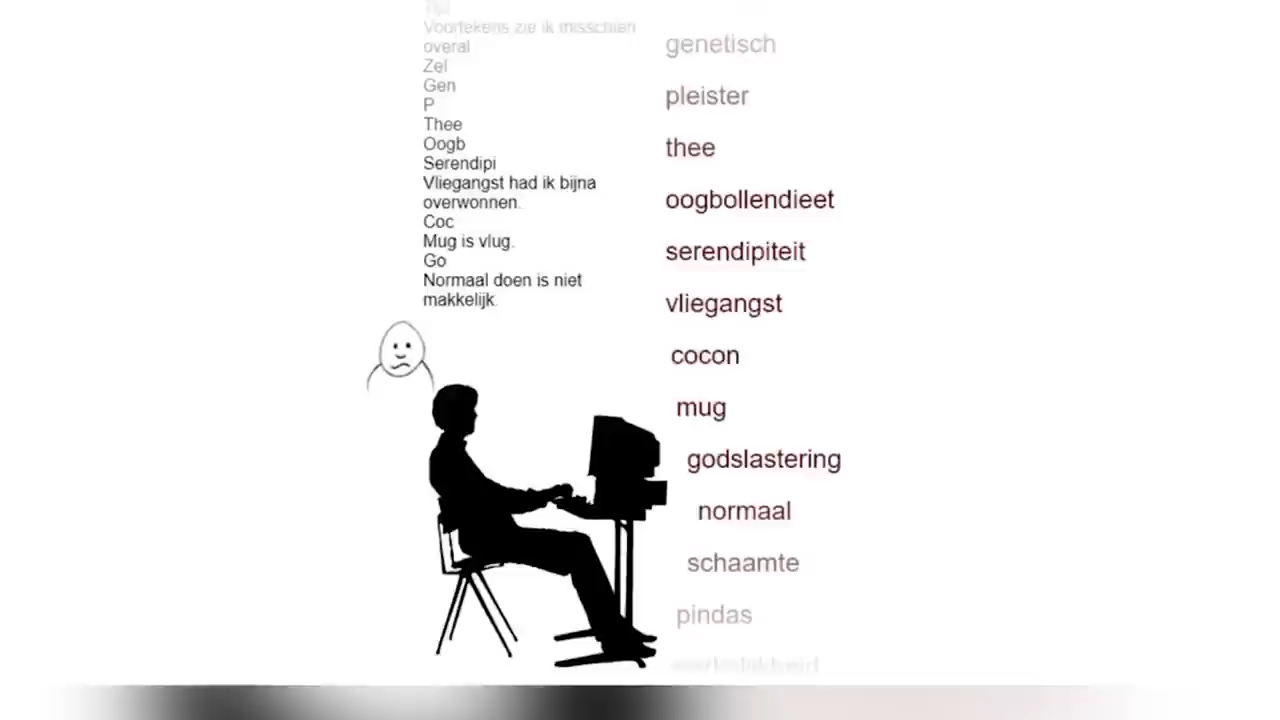 Voortekens zie ik misschien
overal
Zel
Gen
P
Thee
Oogb
Serendipi
Vliegangst had ik bijna
overwonnen.
Coc
Mug is vlug.
Go
Normaal doen is niet
makkelijk.
genetisch
pleister
thee
oogbollendieet
serendipiteit
vliegangst
cocon
mug
godslastering
normaal
schaamte
pindas